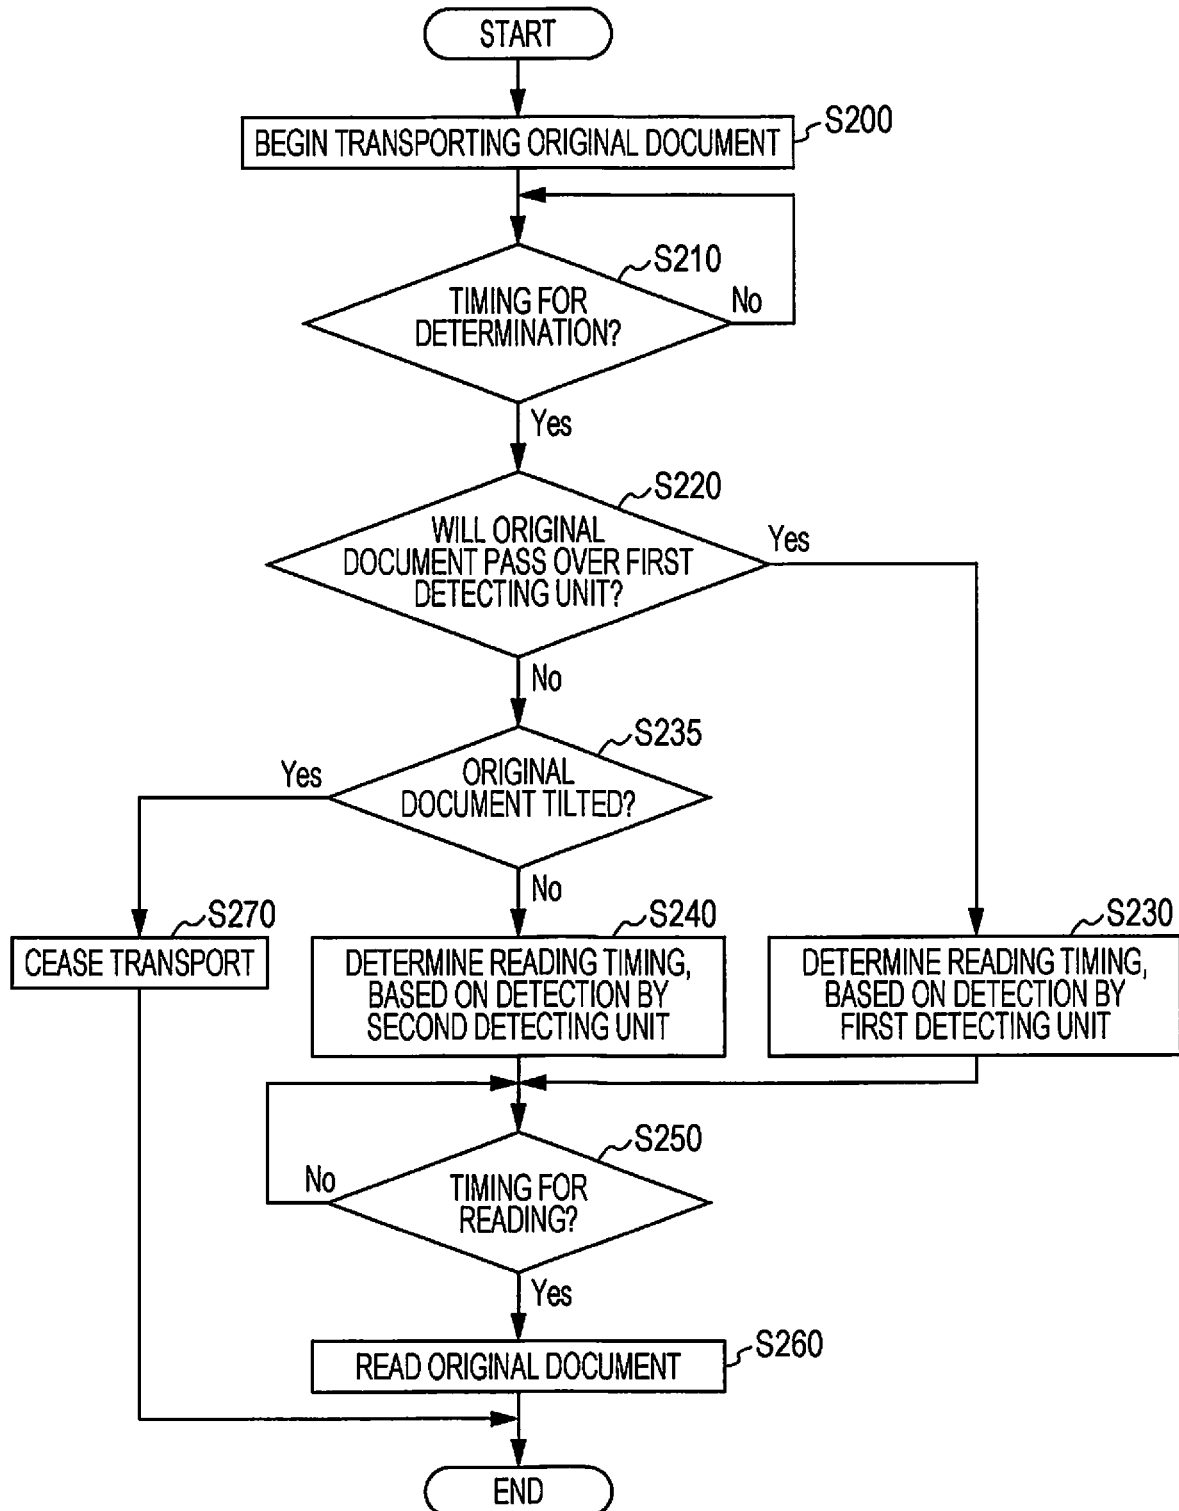 START
BEGIN TRANSPORTING ORIGINAL DOCUMENT
S200
S210
TIMING FOR
DETERMINATION?
No
Yes
S220
WILL ORIGINAL
DOCUMENT PASS OVER FIRST
DETECTING UNIT?
Yes
No
S235
Yes
ORIGINAL
DOCUMENT TILTED?
No
S270
CEASE TRANSPORT
S240
DETERMINE READING TIMING,
BASED ON DETECTION BY
SECOND DETECTING UNIT
S230
DETERMINE READING TIMING,
BASED ON DETECTION BY
FIRST DETECTING UNIT
S250
No
TIMING FOR
READING?
Yes
S260
READ ORIGINAL DOCUMENT
END